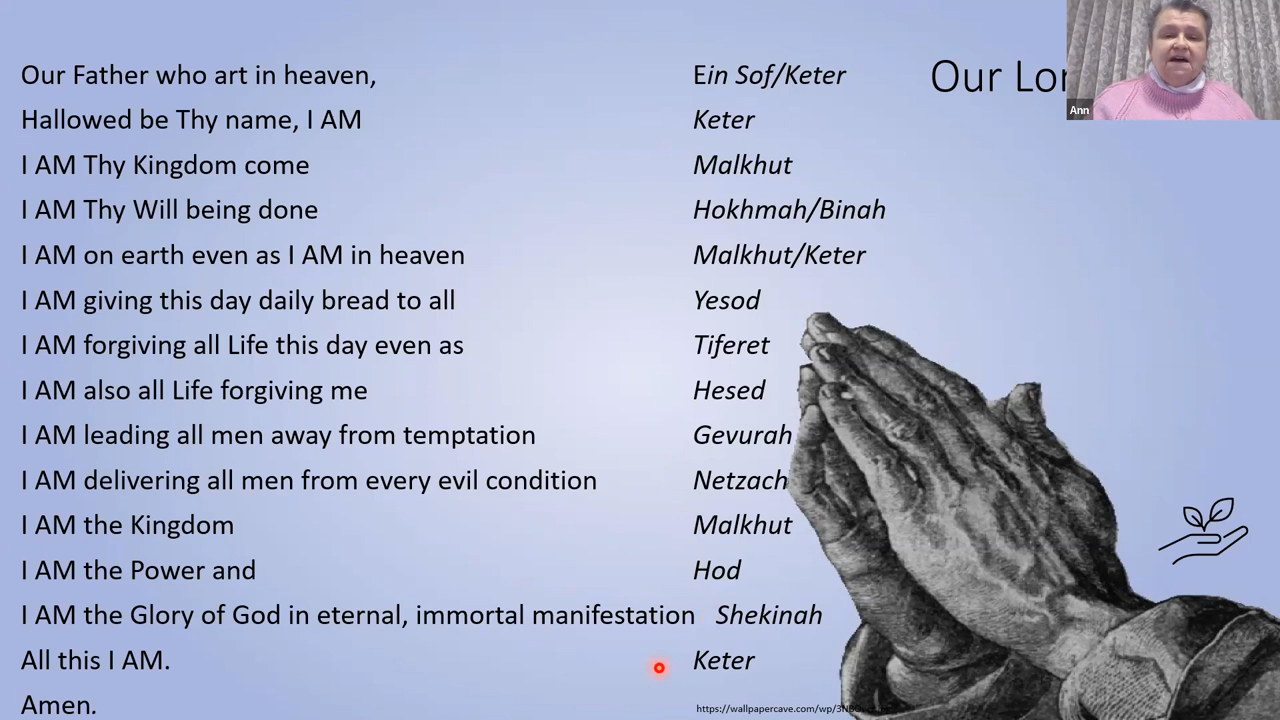 Our Father who art in heaven, Ein Sof/Keter
Hallowed be Thy name, I AM Keter
I AM Thy Kingdom come Malkhut
I AM Thy Will being done Hokhmah/Binah
I AM on earth even as I AM in heaven Malkhut/Keter
I AM giving this day daily bread to all Yesod
I AM forgiving all Life this day even as Tiferet
I AM also all Life forgiving me Hesed
I AM leading all men away from temptation Gevurah
I AM delivering all men from every evil condition Netzach
I AM the Kingdom Malkhut
I AM the Power and Hod
I AM the Glory of God in eternal, immortal manifestation Shekinah
All this I AM. Keter
Amen.
Our
Ann